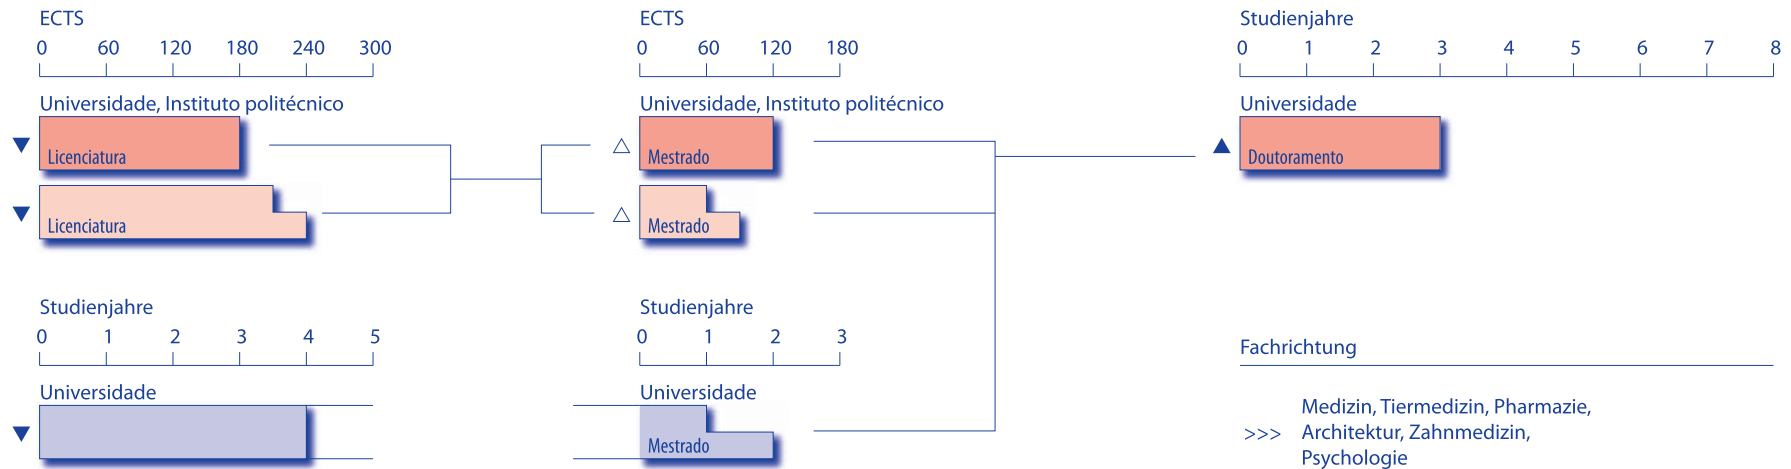 ECTS
0 60 120 180 240 300
Universidade, Instituto politécnico
Licenciatura
Licenciatura
Studienjahre
0 1 2 3 4 5
Universidade
ECTS
0 60 120 180
Universidade, Instituto politécnico
Mestrado
Mestrado
Studienjahre
0 1 2 3
Universidade
Mestrado
Studienjahre
0 1 2 3 4 5 6 7 8
Universidade
Doutoramento
Fachrichtung
>>> Medizin, Tiermedizin, Pharmazie,
Architektur, Zahnmedizin,
Psychologie